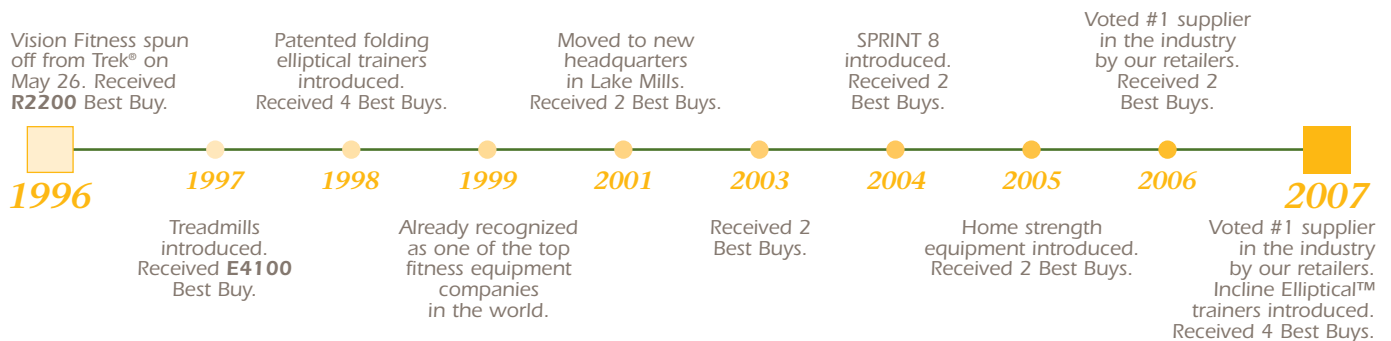 Vision Fitness spun
off from Trek® on
May 26. Received
R2200 Best Buy.
1996
1997
Treadmills
introduced.
Received E4100
Best Buy.
Patented folding
elliptical trainers
introduced.
Received 4 Best Buys.
1998
1999
Already recognized
as one of the top
fitness equipment
companies
in the world.
Moved to new
headquarters
in Lake Mills.
Received 2 Best Buys.
2001
2003
Received 2
Best Buys.
SPRINT 8
introduced.
Received 2
Best Buys.
2004
2005
Home strength
equipment introduced.
Received 2 Best Buys.
Voted #1 supplier
in the industry
by our retailers.
Received 2
Best Buys.
2006
2007
Voted #1 supplier
in the industry
by our retailers.
Incline Elliptical™
trainers introduced.
Received 4 Best Buys.